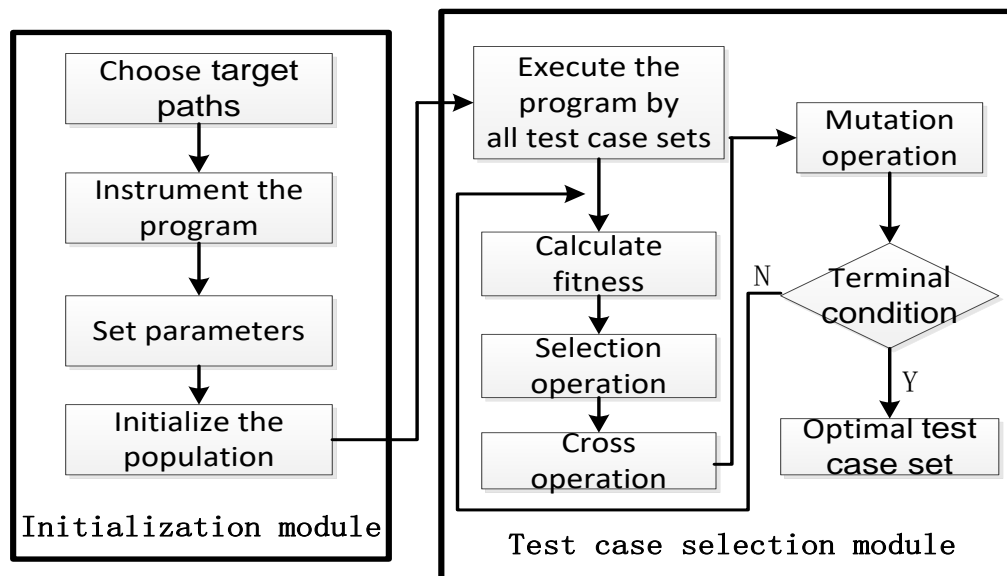 Choose target
paths
Instrument the
program
Set parameters
Initialize the
population
Initialization module
Execute the
program by
all test case sets
Calculate
fitness
Selection
operation
Cross
operation
Mutation
operation
Terminal
condition
N
Y
Optimal test
case set
Test case selection module